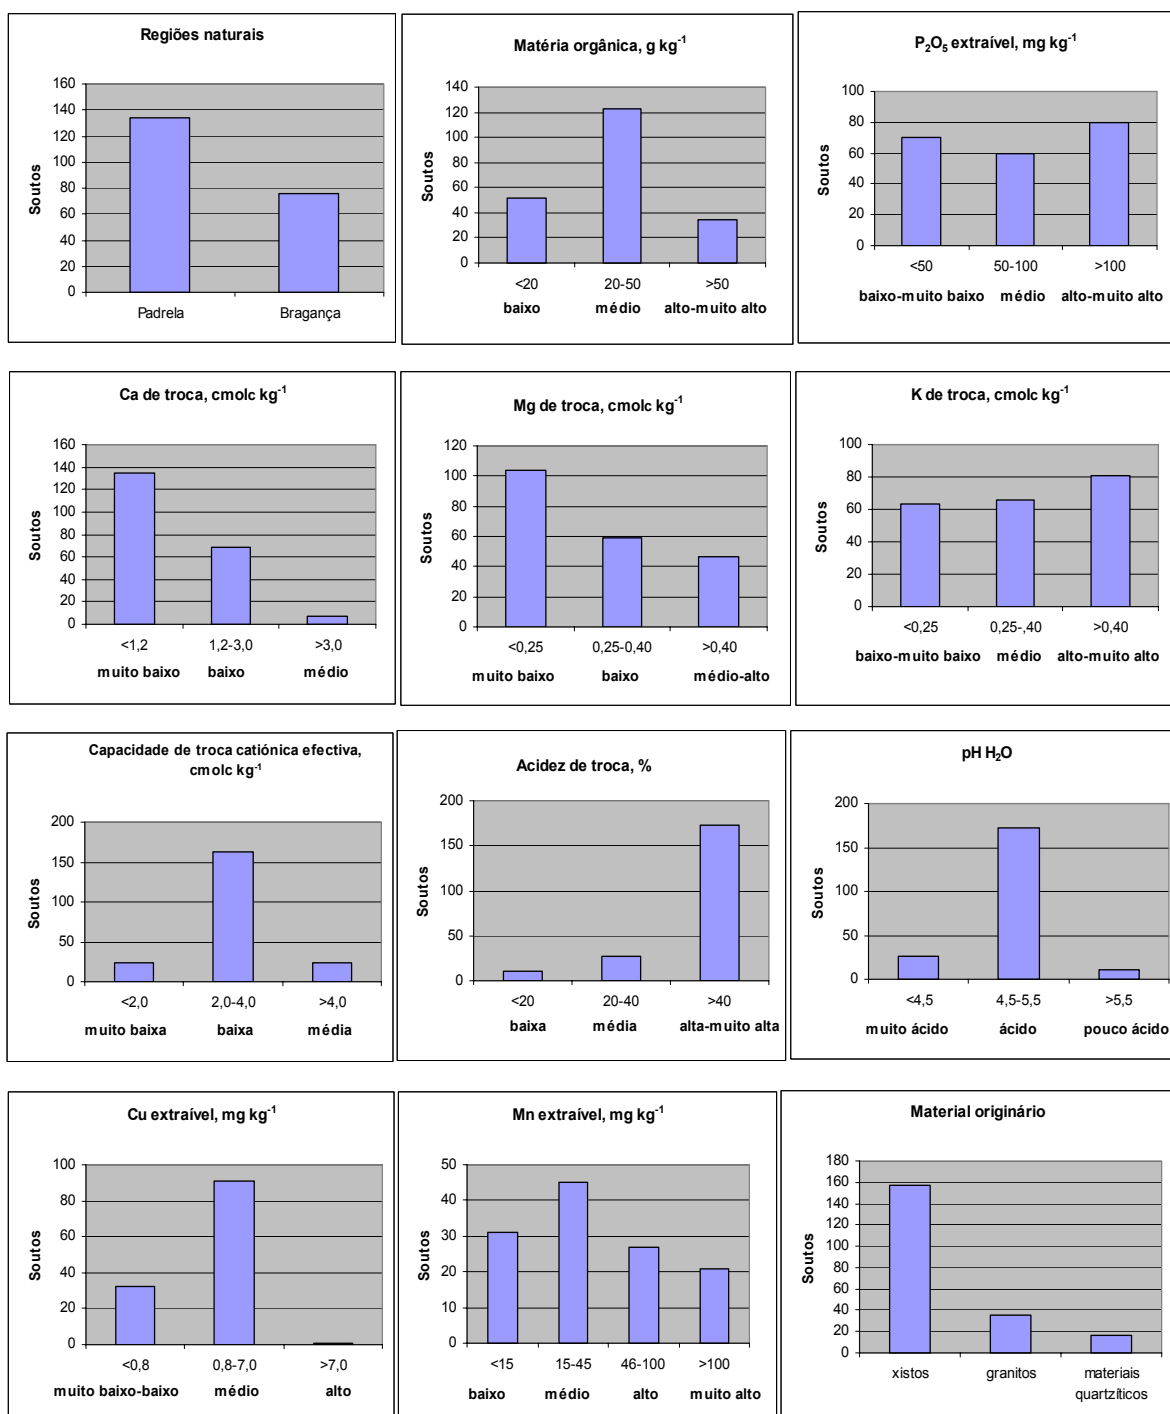 Regiões naturais
Soutos
160
140
120
100
80
60
40
20
0
Padrela Bragança
Matéria orgânica, g kg⁻¹
Soutos
140
120
100
80
60
40
20
0
<20 20-50 >50
baixo médio alto-muito alto
P₂O₅ extraível, mg kg⁻¹
Soutos
100
80
60
40
20
0
<50 50-100 >100
baixo-muito baixo médio alto-muito alto
Ca de troca, cmolc kg⁻¹
Soutos
160
140
120
100
80
60
40
20
0
<1,2 1,2-3,0 >3,0
muito baixo baixo médio
Mg de troca, cmolc kg⁻¹
Soutos
120
100
80
60
40
20
0
<0,25 0,25-0,40 >0,40
muito baixo baixo médio-alto
K de troca, cmolc kg⁻¹
Soutos
100
80
60
40
20
0
<0,25 0,25-,40 >0,40
baixo-muito baixo médio alto-muito alto
Capacidade de troca catiónica efectiva,
cmolc kg⁻¹
Soutos
200
150
100
50
0
<2,0 2,0-4,0 >4,0
muito baixa baixa média
Acidez de troca, %
Soutos
200
150
100
50
0
<20 20-40 >40
baixa média alta-muito alta
pH H₂O
Soutos
200
150
100
50
0
<4,5 4,5-5,5 >5,5
muito ácido ácido pouco ácido
Cu extraível, mg kg⁻¹
Soutos
100
80
60
40
20
0
<0,8 0,8-7,0 >7,0
muito baixo-baixo médio alto
Mn extraível, mg kg⁻¹
Soutos
50
40
30
20
10
0
<15 15-45 46-100 >100
baixo médio alto muito alto
Material originário
Soutos
180
160
140
120
100
80
60
40
20
0
xistos granitos materiais
quartzíticos